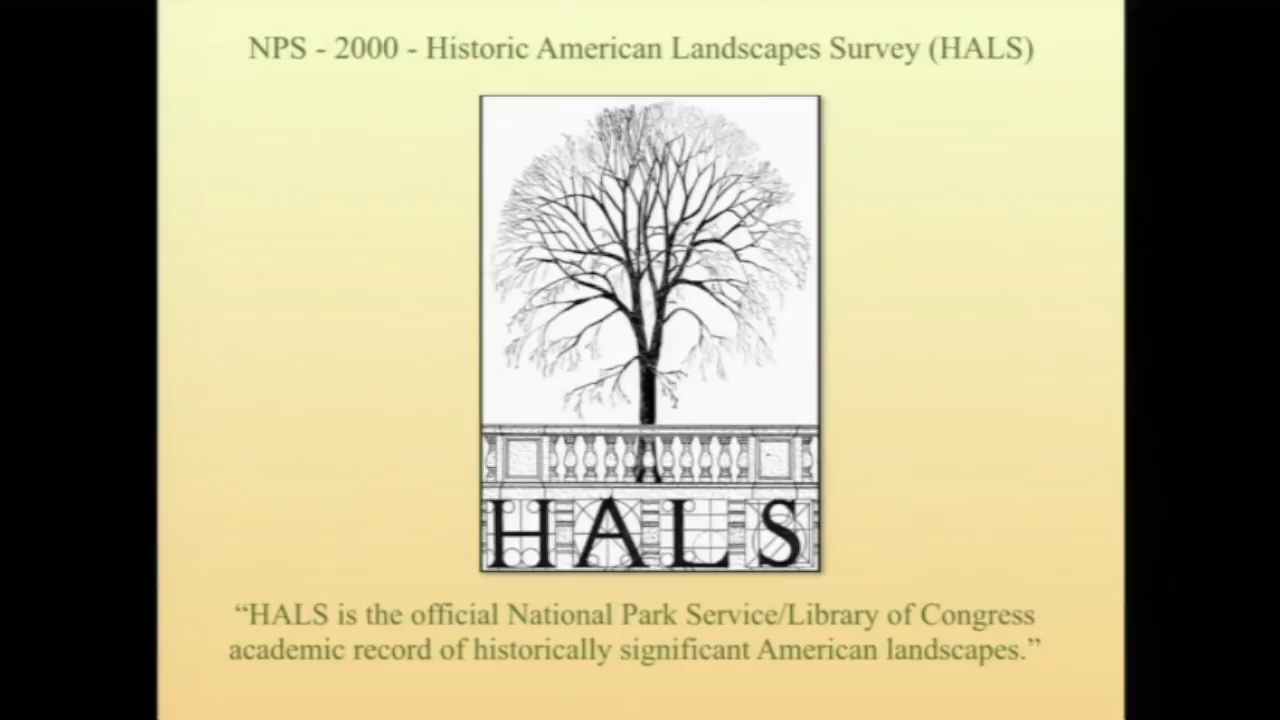 NPS - 2000 - Historic American Landscapes Survey (HALS)
HALS
“HALS is the official National Park Service/Library of Congress
academic record of historically significant American landscapes.”